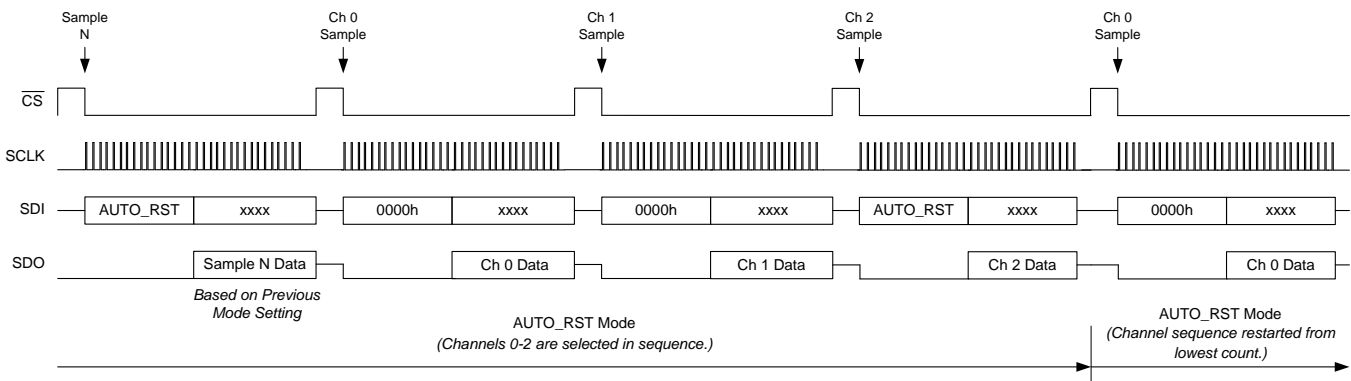 Sample
N
Ch 0
Sample
Ch 1
Sample
Ch 2
Sample
Ch 0
Sample
CS
SCLK
SDI
AUTO_RST
xxxx
0000h
xxxx
0000h
xxxx
AUTO_RST
xxxx
0000h
xxxx
SDO
Sample N Data
Ch 0 Data
Ch 1 Data
Ch 2 Data
Ch 0 Data
Based on Previous
Mode Setting
AUTO_RST Mode
(Channels 0-2 are selected in sequence.)
AUTO_RST Mode
(Channel sequence restarted from
lowest count.)